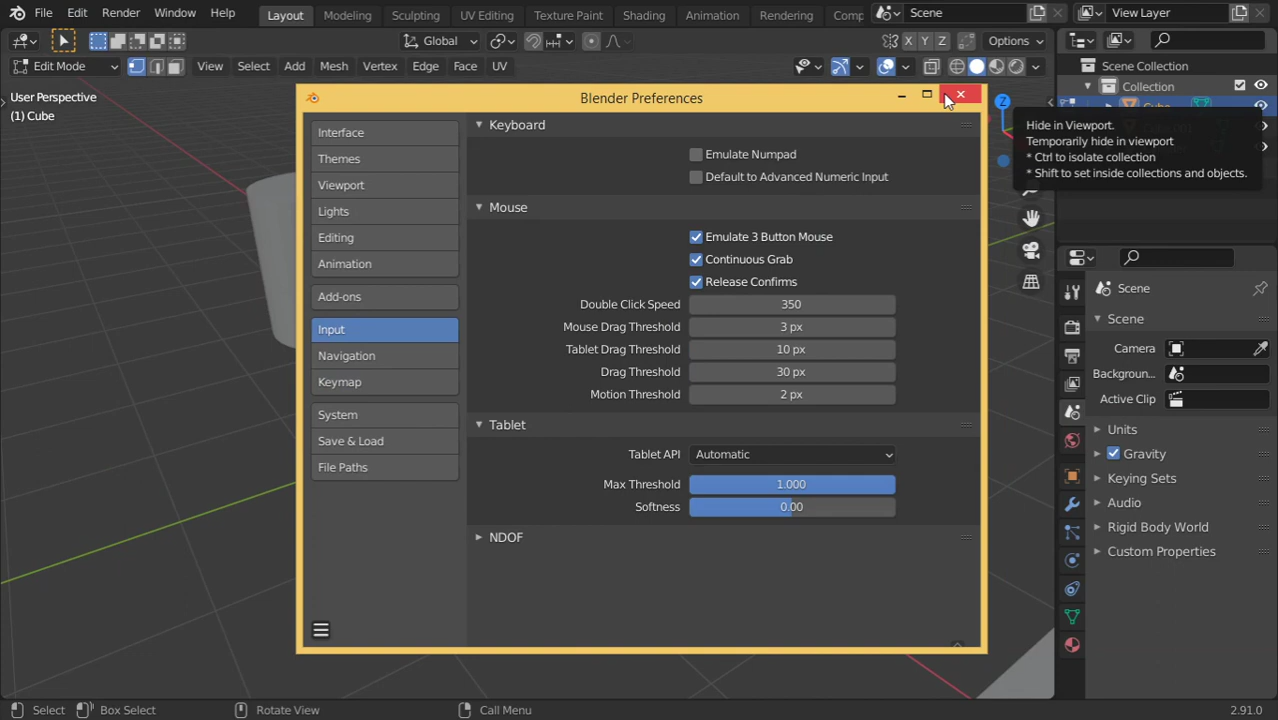 File Edit Render Window Help Layout Modeling Sculpting UV Editing Texture Paint Shading Animation Rendering Comp Scene View Layer
Global X Y Z Options
Edit Mode View Select Add Mesh Vertex Edge Face UV
Scene Collection
Collection
Cube
User Perspective
(1) Cube
Blender Preferences
Z
Hide in Viewport.
Temporarily hide in viewport
* Ctrl to isolate collection
* Shift to set inside collections and objects.
Interface
Themes
Viewport
Lights
Editing
Animation
Add-ons
Input
Navigation
Keymap
System
Save & Load
File Paths
Keyboard
Emulate Numpad
Default to Advanced Numeric Input
Mouse
Emulate 3 Button Mouse
Continuous Grab
Release Confirms
Double Click Speed 350
Mouse Drag Threshold 3 px
Tablet Drag Threshold 10 px
Drag Threshold 30 px
Motion Threshold 2 px
Tablet
Tablet API Automatic
Max Threshold 1.000
Softness 0.00
NDOF
Scene
Scene
Camera
Backgroun...
Active Clip
Units
Gravity
Keying Sets
Audio
Rigid Body World
Custom Properties
Select Box Select Rotate View Call Menu 2.91.0